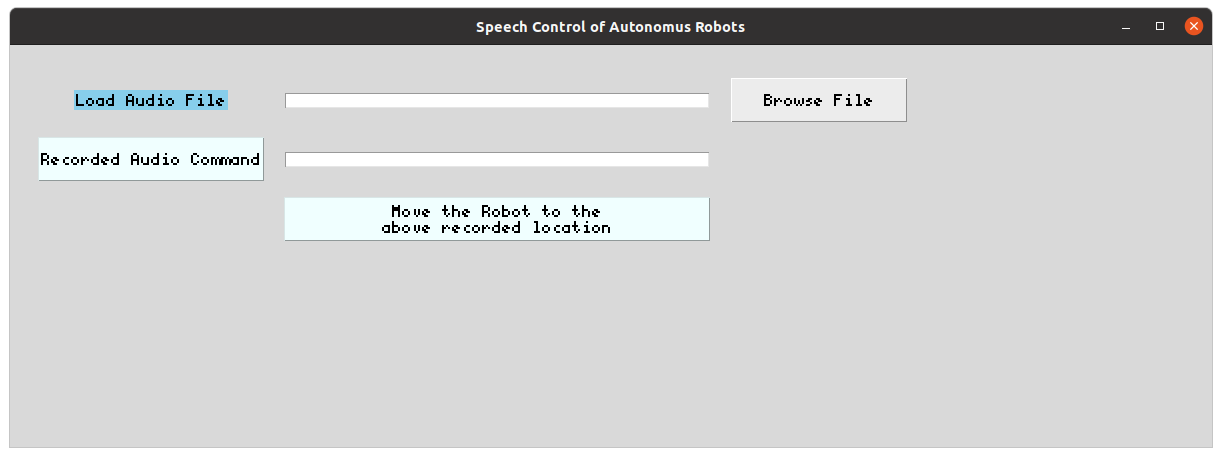 Speech Control of Autonomus Robots
Load Audio File
Browse File
Recorded Audio Command
Move the Robot to the
above recorded location